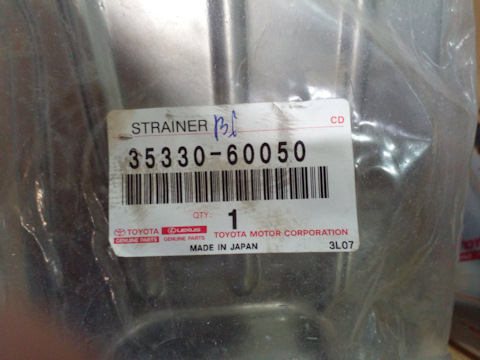 STRAINER
CD
35330-60050
QTY: 1
TOYOTA LEXUS TOYOTA MOTOR CORPORATION
GENUINE PARTS GENUINE PARTS
MADE IN JAPAN 3L07